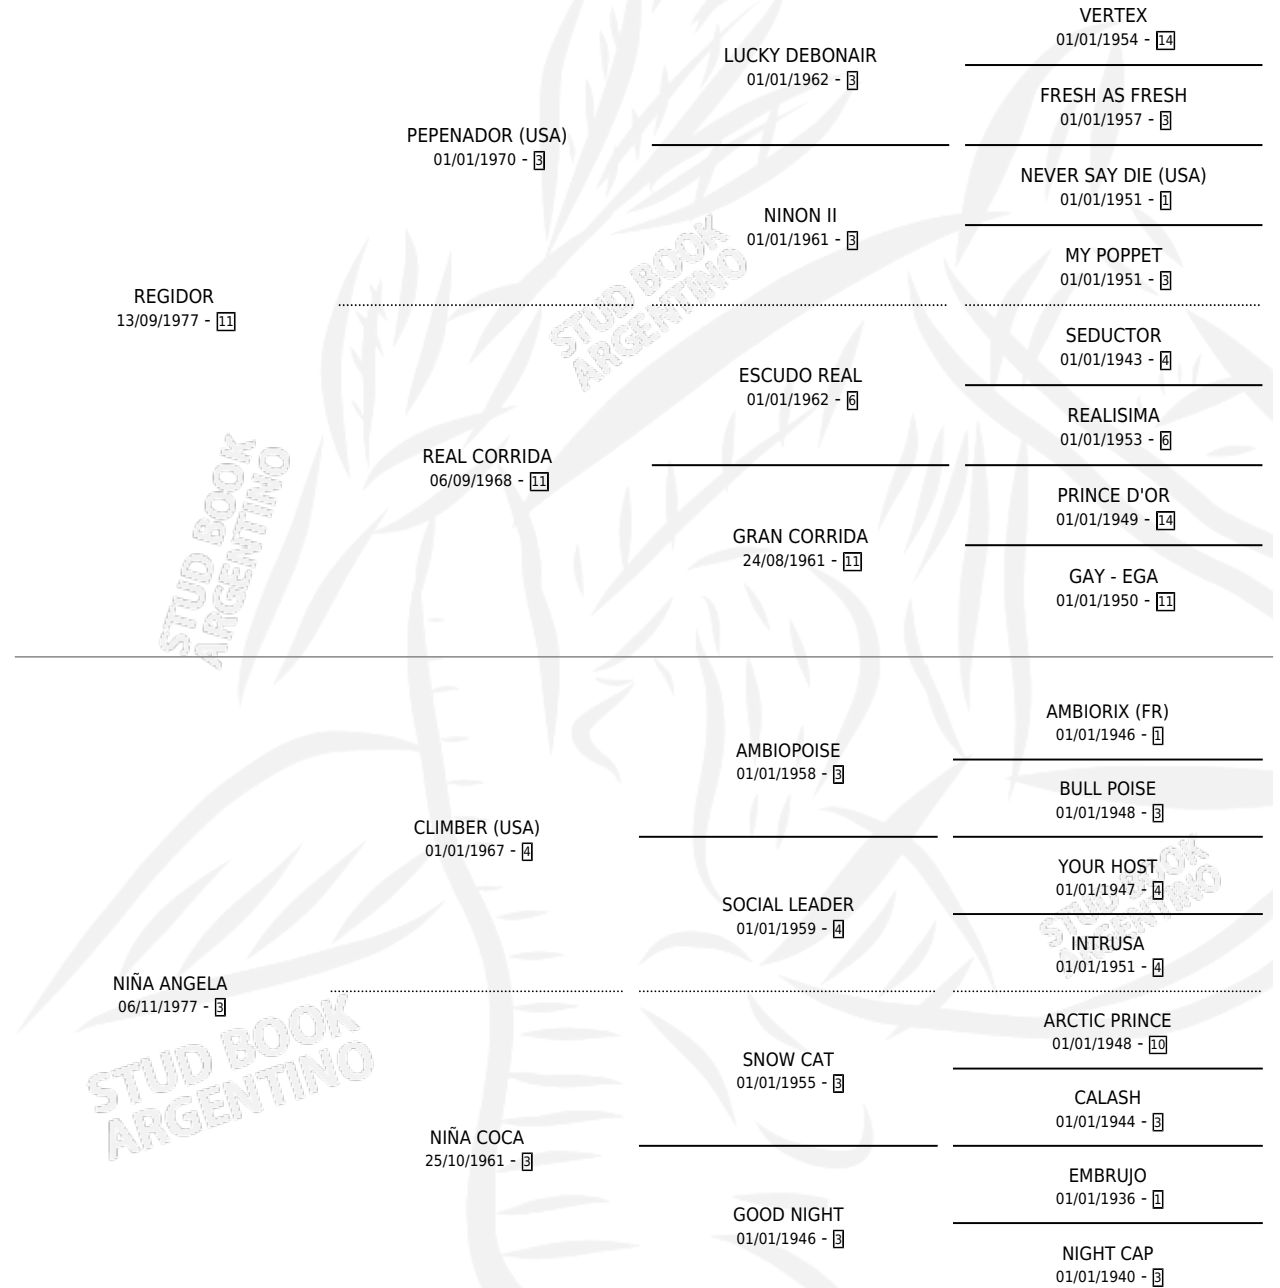 VERTEX
01/01/1954 - 14
LUCKY DEBONAIR
01/01/1962 - 3
FRESH AS FRESH
01/01/1957 - 3
PEPENADOR (USA)
01/01/1970 - 3
NEVER SAY DIE (USA)
01/01/1951 - 1
NINON II
01/01/1961 - 3
MY POPPET
01/01/1951 - 3
REGIDOR
13/09/1977 - 11
SEDUCTOR
01/01/1943 - 4
ESCUDO REAL
01/01/1962 - 6
REALISIMA
01/01/1953 - 6
REAL CORRIDA
06/09/1968 - 11
PRINCE D'OR
01/01/1949 - 14
GRAN CORRIDA
24/08/1961 - 11
GAY - EGA
01/01/1950 - 11
AMBIORIX (FR)
01/01/1946 - 1
AMBIOPOISE
01/01/1958 - 3
BULL POISE
01/01/1948 - 3
CLIMBER (USA)
01/01/1967 - 4
YOUR HOST
01/01/1947 - 4
SOCIAL LEADER
01/01/1959 - 4
INTRUSA
01/01/1951 - 4
NIÑA ANGELA
06/11/1977 - 3
ARCTIC PRINCE
01/01/1948 - 10
SNOW CAT
01/01/1955 - 3
CALASH
01/01/1944 - 3
NIÑA COCA
25/10/1961 - 3
EMBRUJO
01/01/1936 - 1
GOOD NIGHT
01/01/1946 - 3
NIGHT CAP
01/01/1940 - 3
STUD BOOK
ARGENTINO
STUD BOOK
ARGENTINO
STUD BOOK
ARGENTINO
STUD BOOK
ARGENTINO